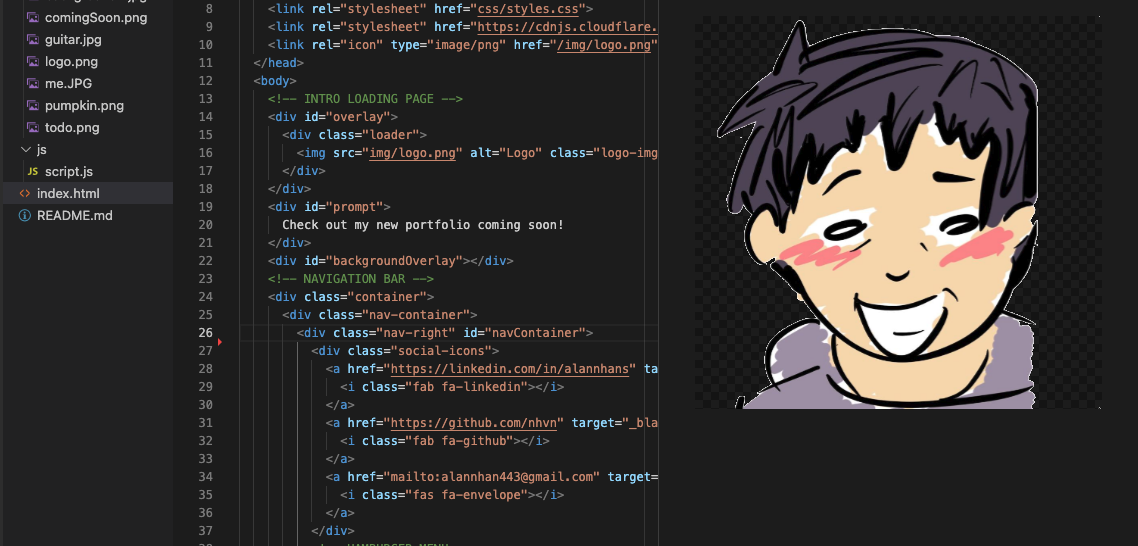 comingSoon.png
guitar.jpg
logo.png
me.JPG
pumpkin.png
todo.png
js
JS script.js
<> index.html
README.md
8 <link rel="stylesheet" href="css/styles.css">
9 <link rel="stylesheet" href="https://cdnjs.cloudflare.
10 <link rel="icon" type="image/png" href="/img/logo.png"
11 </head>
12 <body>
13 <!-- INTRO LOADING PAGE -->
14 <div id="overlay">
15 <div class="loader">
16 <img src="img/logo.png" alt="Logo" class="logo-img
17 </div>
18 </div>
19 <div id="prompt">
20 Check out my new portfolio coming soon!
21 </div>
22 <div id="backgroundOverlay"></div>
23 <!-- NAVIGATION BAR -->
24 <div class="container">
25 <div class="nav-container">
26 <div class="nav-right" id="navContainer">
27 <div class="social-icons">
28 <a href="https://linkedin.com/in/alannhans" ta
29 <i class="fab fa-linkedin"></i>
30 </a>
31 <a href="https://github.com/nhvn" target="_bla
32 <i class="fab fa-github"></i>
33 </a>
34 <a href="mailto:alannhan443@gmail.com" target=
35 <i class="fas fa-envelope"></i>
36 </a>
37 </div>